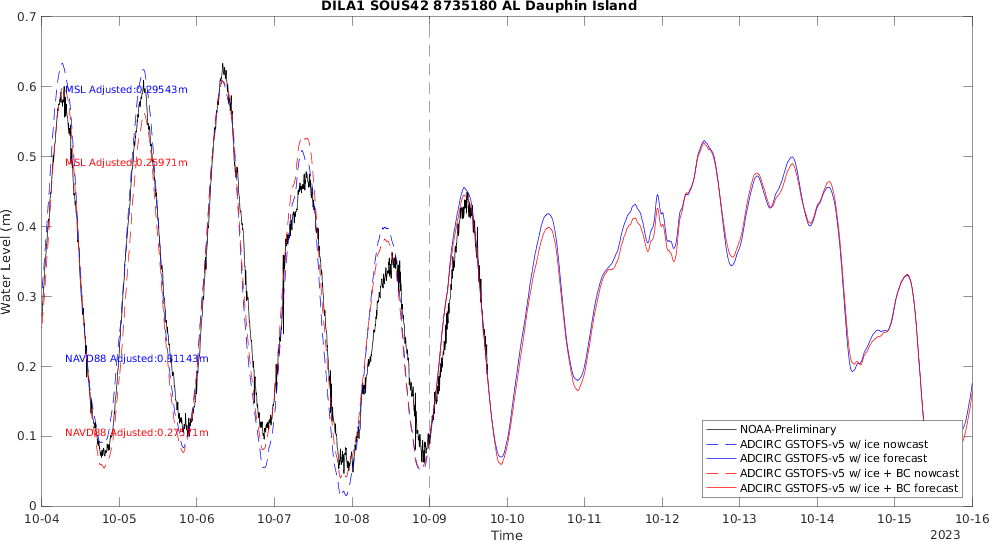 DILA1 SOUS42 8735180 AL Dauphin Island
0.7
0.6
0.5
0.4
0.3
0.2
0.1
0
Water Level (m)
MSL Adjusted:0.29543m
MSL Adjusted:0.25971m
NAVD88 Adjusted:0.31143m
NAVD88 Adjusted:0.27571m
NOAA-Preliminary
ADCIRC GSTOFS-v5 w/ ice nowcast
ADCIRC GSTOFS-v5 w/ ice forecast
ADCIRC GSTOFS-v5 w/ ice + BC nowcast
ADCIRC GSTOFS-v5 w/ ice + BC forecast
10-04 10-05 10-06 10-07 10-08 10-09 10-10 10-11 10-12 10-13 10-14 10-15 10-16
Time
2023